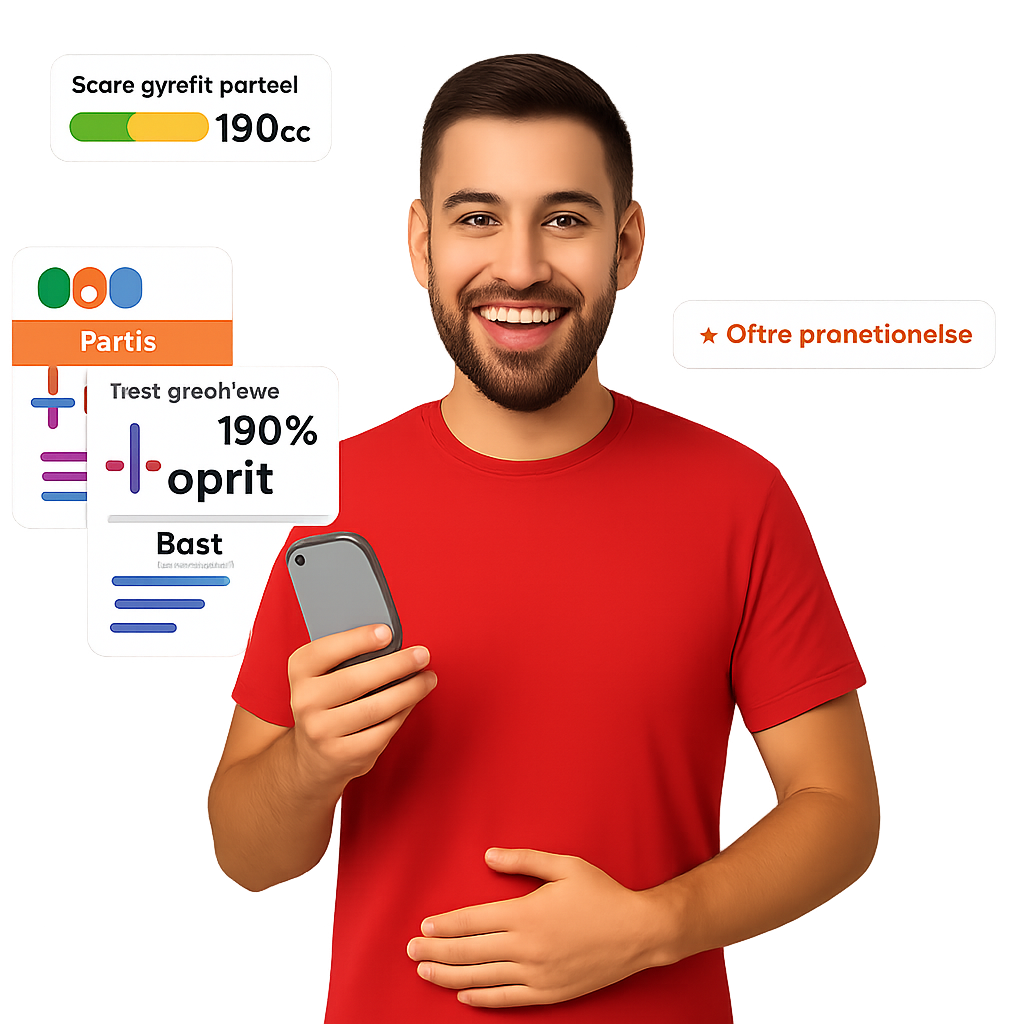 Scare gyrefit parteel
190cc
Partis
Oftre pranetionelse
Trest greoh'ewe
190%
oprit
Bast